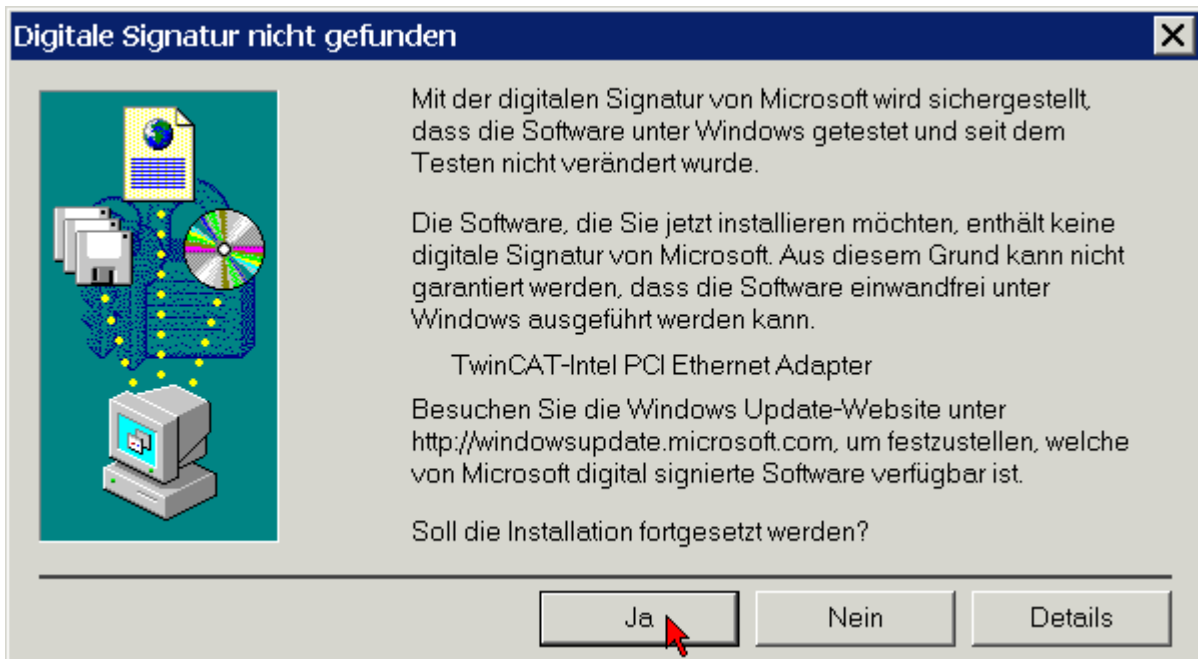 Digitale Signatur nicht gefunden
Mit der digitalen Signatur von Microsoft wird sichergestellt,
dass die Software unter Windows getestet und seit dem
Testen nicht verändert wurde.
Die Software, die Sie jetzt installieren möchten, enthält keine
digitale Signatur von Microsoft. Aus diesem Grund kann nicht
garantiert werden, dass die Software einwandfrei unter
Windows ausgeführt werden kann.
TwinCAT-Intel PCI Ethernet Adapter
Besuchen Sie die Windows Update-Website unter
http://windowsupdate.microsoft.com, um festzustellen, welche
von Microsoft digital signierte Software verfügbar ist.
Soll die Installation fortgesetzt werden?
Ja
Nein
Details